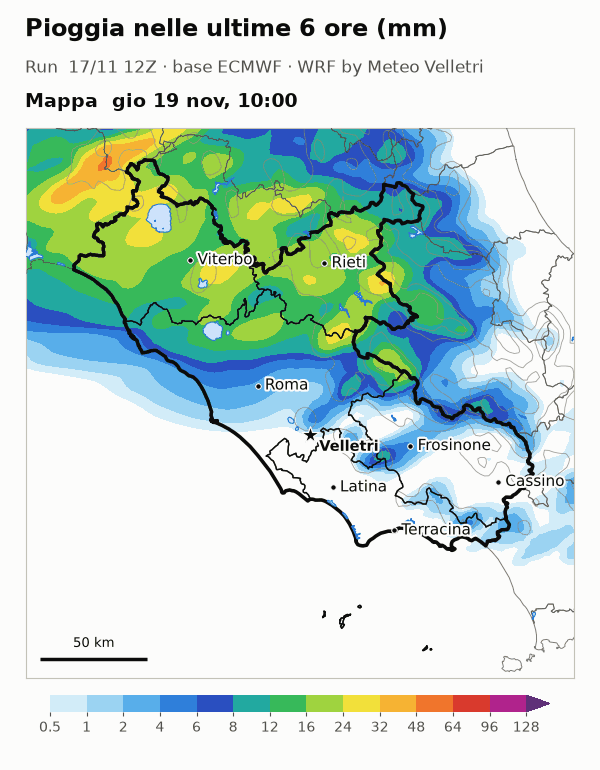 Pioggia nelle ultime 6 ore (mm)
Run  17/11 12Z · base ECMWF · WRF by Meteo Velletri
Mappa  gio 19 nov, 10:00
Viterbo
Rieti
Roma
Velletri
Frosinone
Cassino
Latina
Terracina
50 km
0.5 1 2 4 6 8 12 16 24 32 48 64 96 128